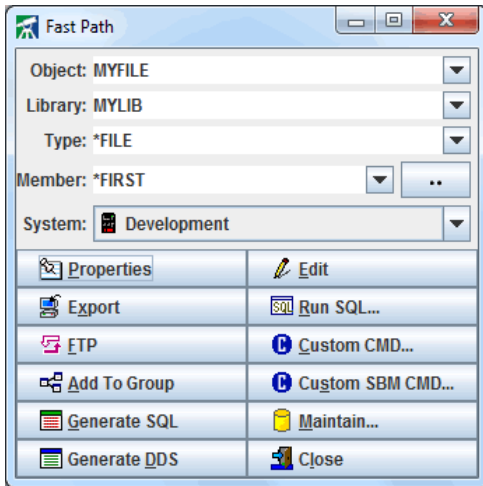 Fast Path
Object: MYFILE
Library: MYLIB
Type: *FILE
Member: *FIRST ..
System: Development
Properties Edit
Export SQL Run SQL...
FTP Custom CMD...
Add To Group Custom SBM CMD...
Generate SQL Maintain...
Generate DDS Close